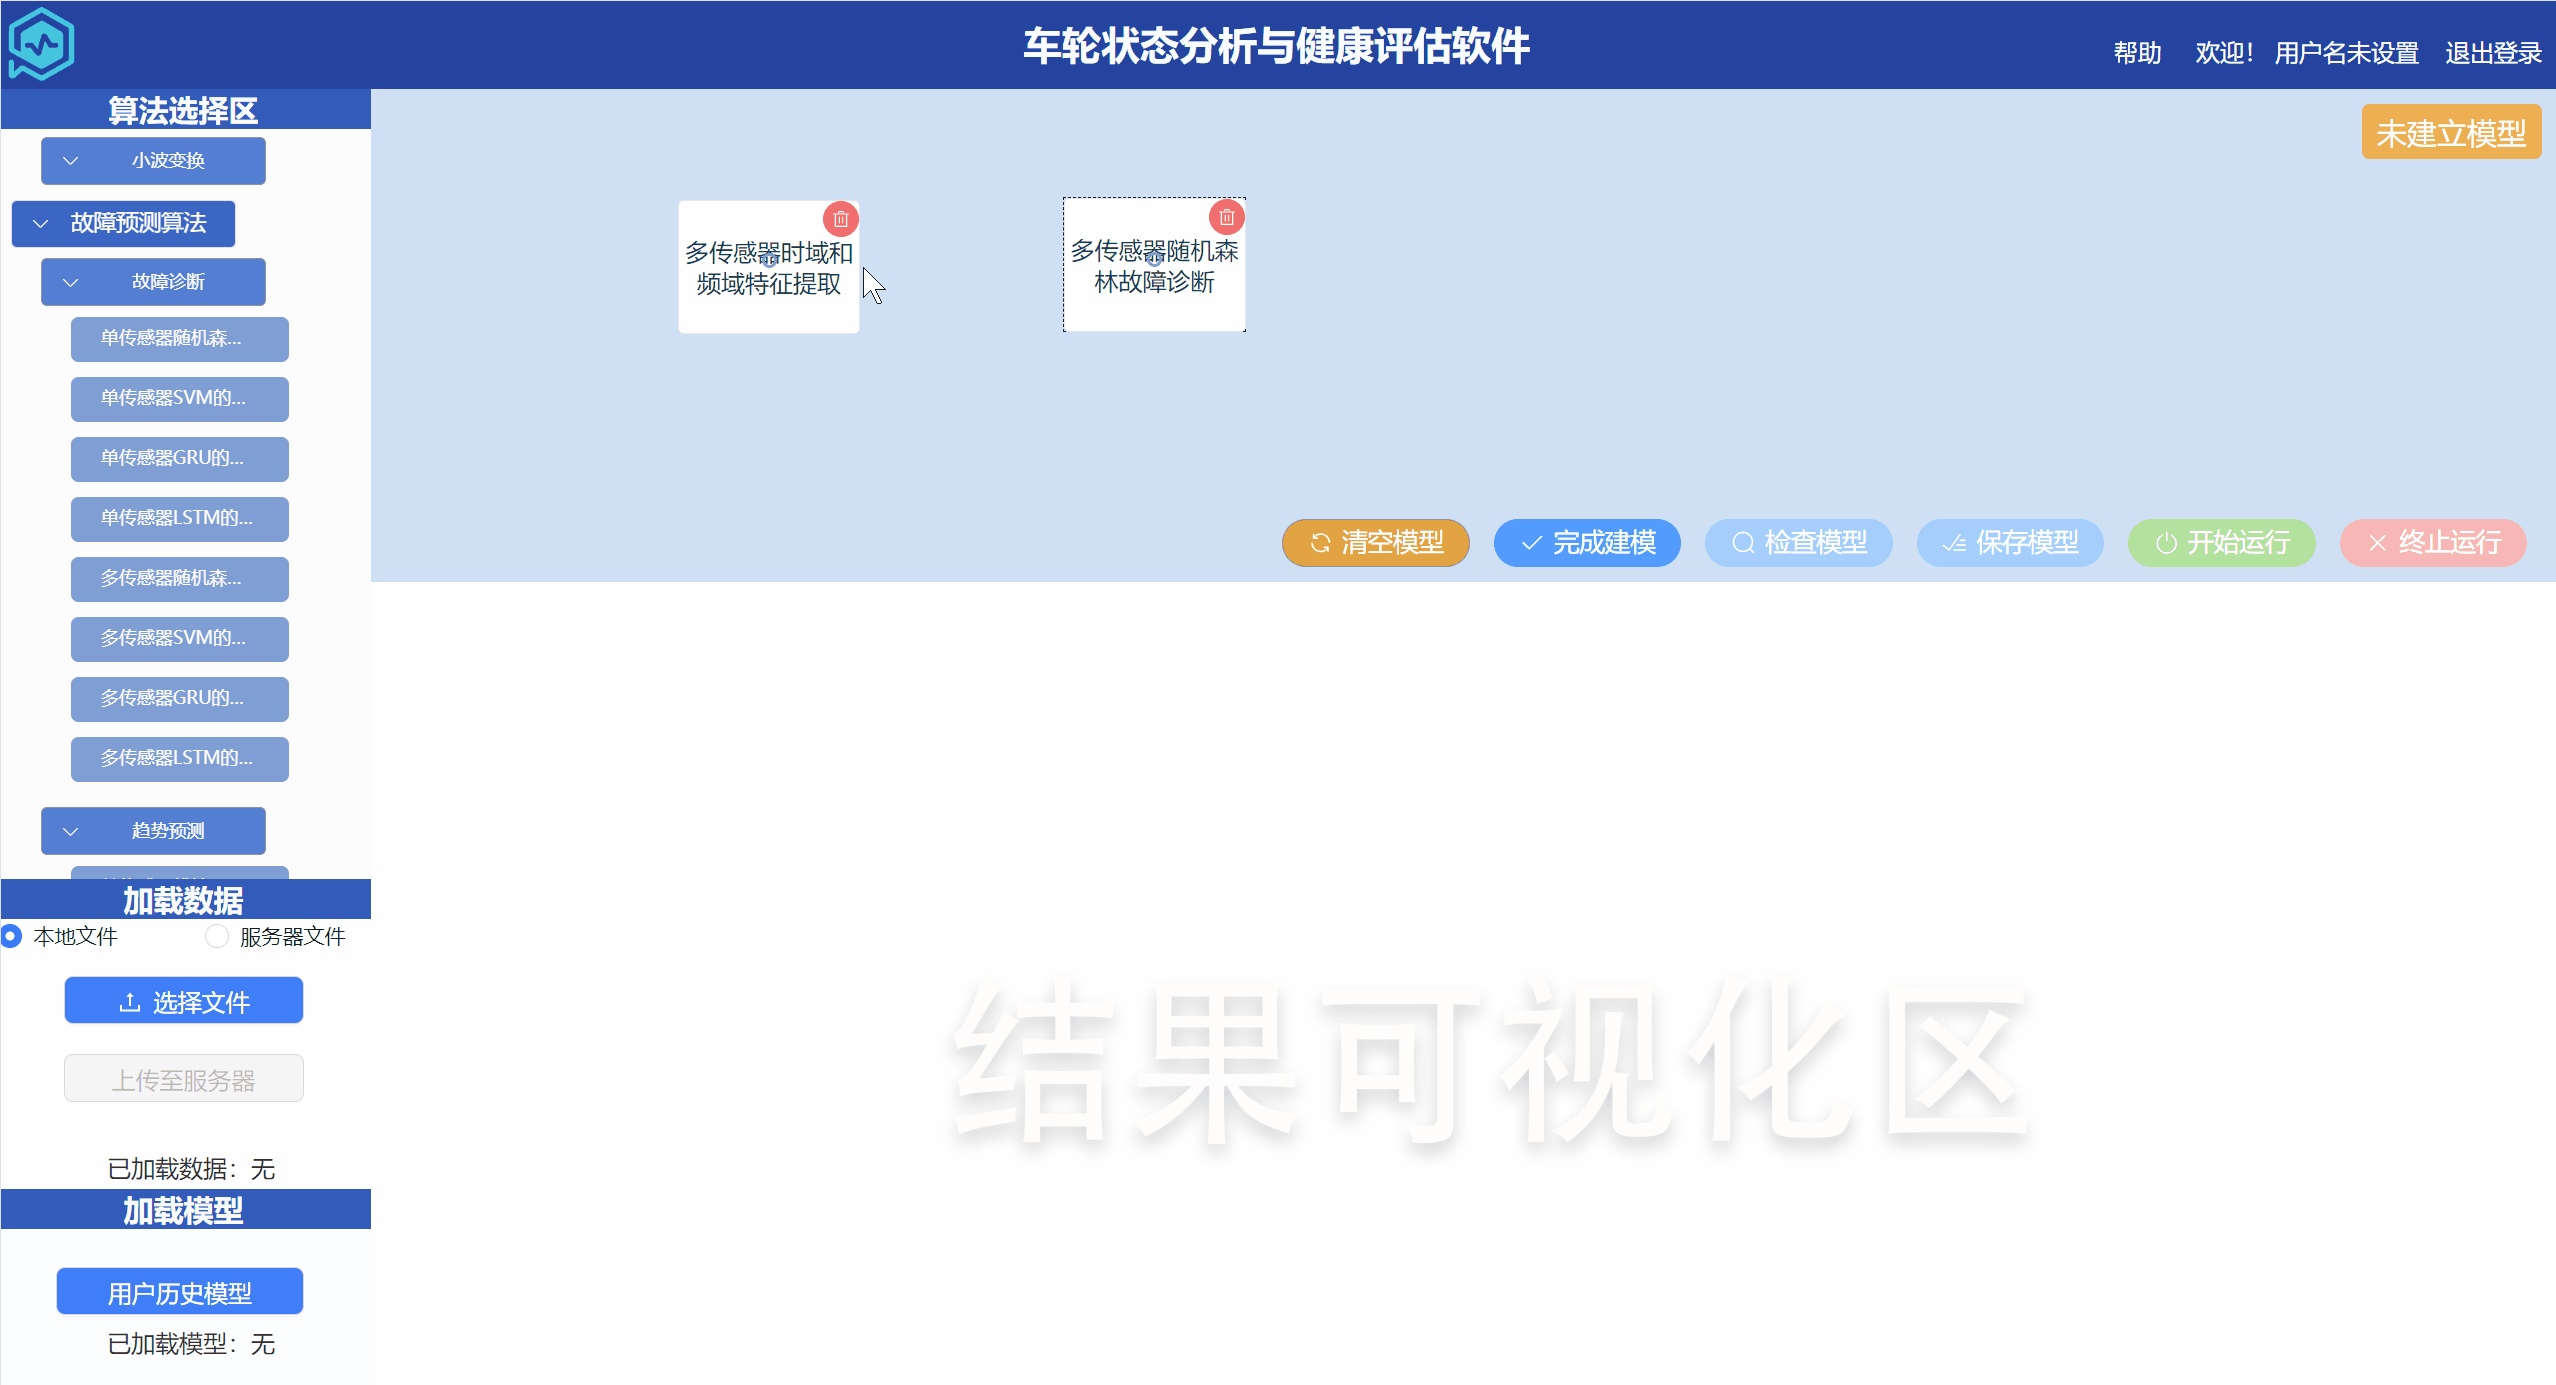 车轮状态分析与健康评估软件
帮助 欢迎! 用户名未设置 退出登录
算法选择区
小波变换
故障预测算法
故障诊断
单传感器随机森...
单传感器SVM的...
单传感器GRU的...
单传感器LSTM的...
多传感器随机森...
多传感器SVM的...
多传感器GRU的...
多传感器LSTM的...
趋势预测
加载数据
本地文件 服务器文件
选择文件
上传至服务器
已加载数据：无
加载模型
用户历史模型
已加载模型：无
未建立模型
多传感器时域和
频域特征提取
多传感器随机森
林故障诊断
清空模型 完成建模 检查模型 保存模型 开始运行 终止运行
结果可视化区